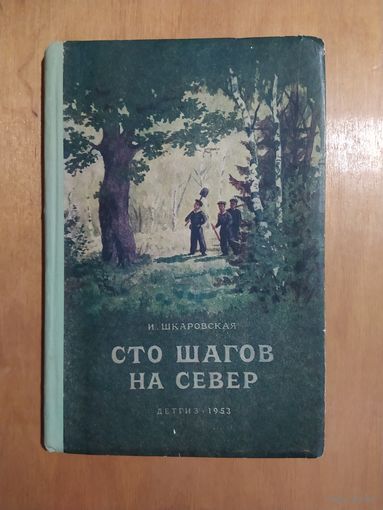 И. ШКАРОВСКАЯ
СТО ШАГОВ
НА СЕВЕР
ДЕТГИЗ • 1953